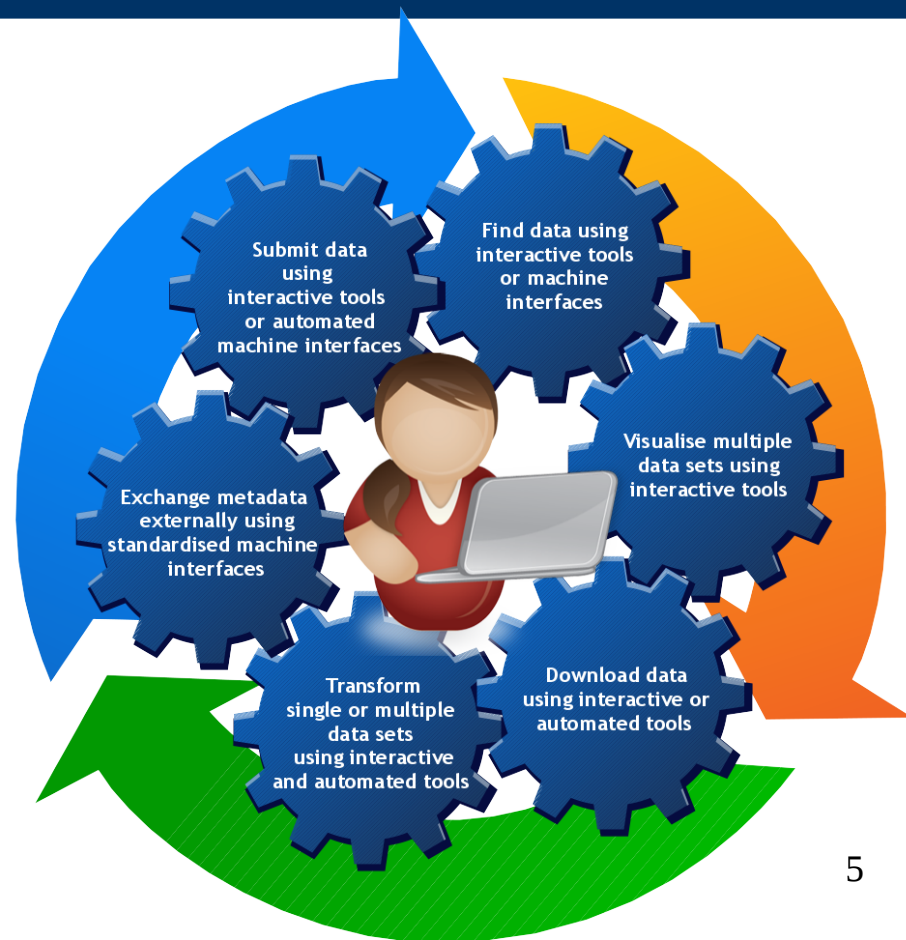 Submit data
using
interactive tools
or automated
machine interfaces
Find data using
interactive tools
or machine
interfaces
Visualise multiple
data sets using
interactive tools
Download data
using interactive or
automated tools
Transform
single or multiple
data sets
using interactive
and automated tools
Exchange metadata
externally using
standardised machine
interfaces
5